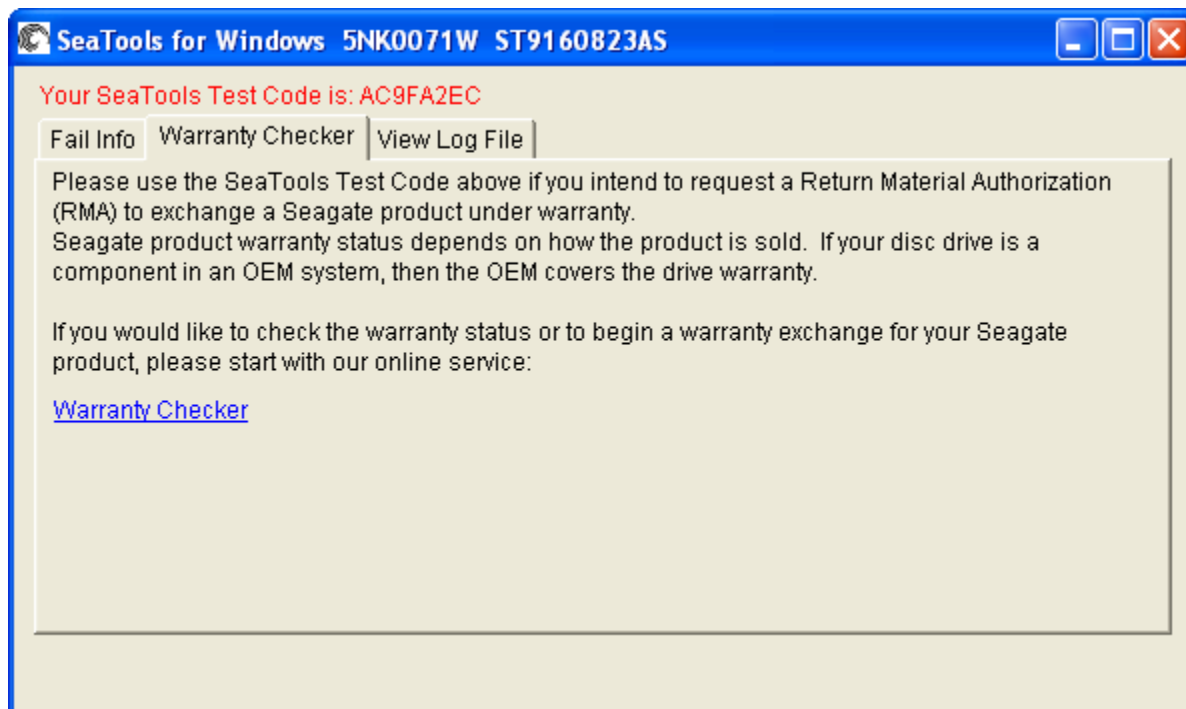 SeaTools for Windows 5NK0071W ST9160823AS
Your SeaTools Test Code is: AC9FA2EC
Fail Info Warranty Checker View Log File
Please use the SeaTools Test Code above if you intend to request a Return Material Authorization
(RMA) to exchange a Seagate product under warranty.
Seagate product warranty status depends on how the product is sold. If your disc drive is a
component in an OEM system, then the OEM covers the drive warranty.
If you would like to check the warranty status or to begin a warranty exchange for your Seagate
product, please start with our online service:
Warranty Checker